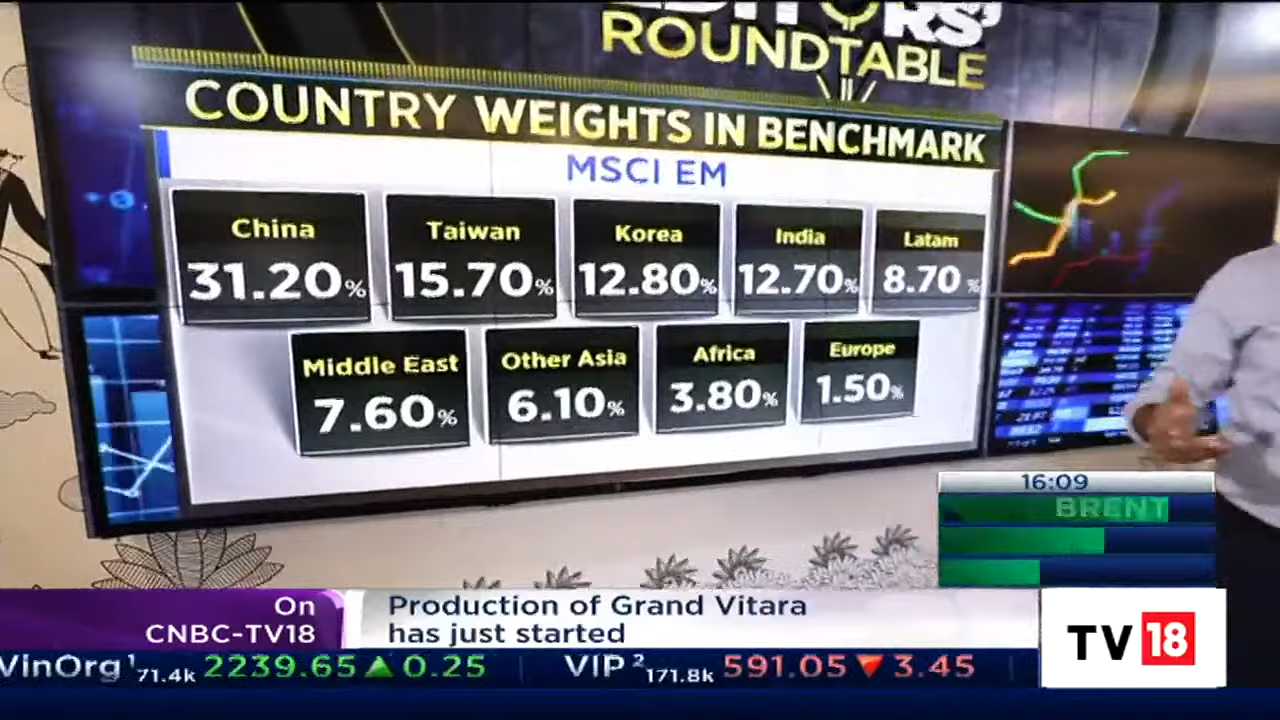 EDITORS'
ROUNDTABLE
COUNTRY WEIGHTS IN BENCHMARK
MSCI EM
China
31.20%
Taiwan
15.70%
Korea
12.80%
India
12.70%
Latam
8.70 %
Middle East
7.60%
Other Asia
6.10%
Africa
3.80%
Europe
1.50%
16:09
BRENT
On
CNBC-TV18
Production of Grand Vitara
has just started
TV18
VinOrg 1 71.4k 2239.65 ▲ 0.25 VIP 2 171.8k 591.05 ▼ 3.45